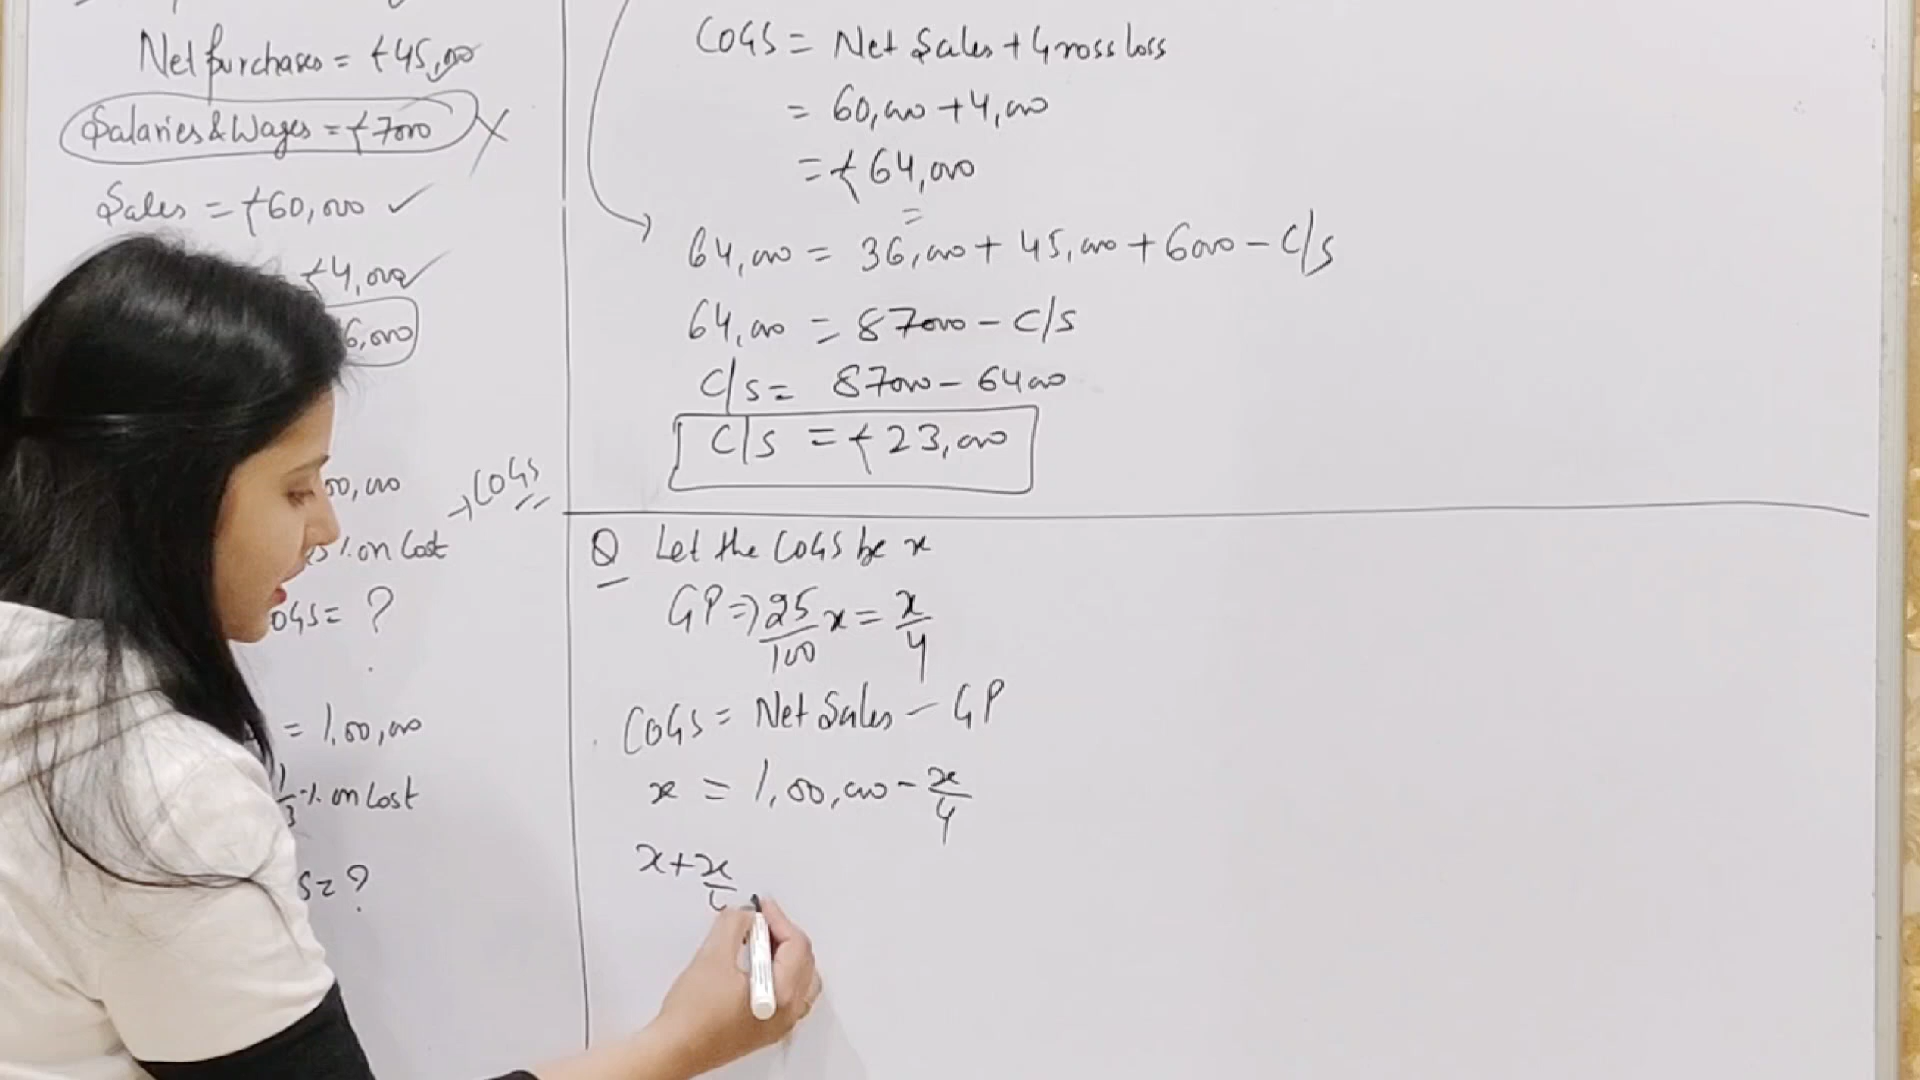 Net purchases = ₹45,000
Salaries & Wages = ₹7000
Sales = ₹60,000
₹4,000
6,000
00,000
→ COGS
% on Cost
OGS = ?
= 1,00,000
1/3 % on Cost
S = ?
COGS = Net Sales + Gross loss
= 60,000 + 4,000
= ₹64,000
=
64,000 = 36,000 + 45,000 + 6000 - C/S
64,000 = 87000 - C/S
C/S = 87000 - 64000
C/S = ₹23,000
Q Let the COGS be x
GP ⇒ 25/100 x = x/4
COGS = Net Sales - GP
x = 1,00,000 - x/4
x + x/